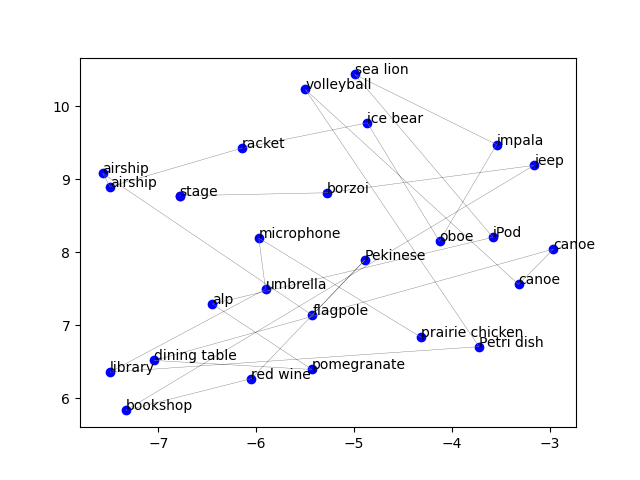 sea lion
volleyball
10
ice bear
impala
racket
jeep
airship
9
airship
borzoi
stage
microphone
iPod
oboe
canoe
8
Pekinese
umbrella
canoe
alp
flagpole
7
prairie chicken
Petri dish
dining table
library
pomegranate
red wine
6
bookshop
−7 −6 −5 −4 −3